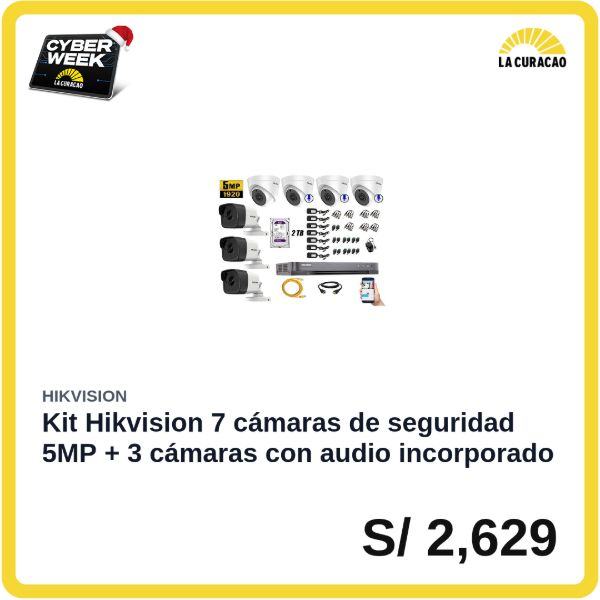 CYBER
WEEK
LA CURACAO
LA CURACAO
5MP
1920
2 TB
HIKVISION
Kit Hikvision 7 cámaras de seguridad
5MP + 3 cámaras con audio incorporado
S/ 2,629